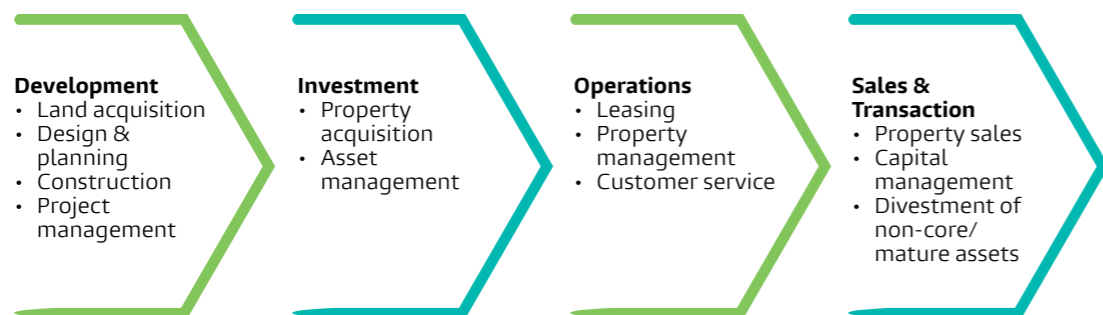 Development
• Land acquisition
• Design &
planning
• Construction
• Project
management
Investment
• Property
acquisition
• Asset
management
Operations
• Leasing
• Property
management
• Customer service
Sales &
Transaction
• Property sales
• Capital
management
• Divestment of
non-core/
mature assets